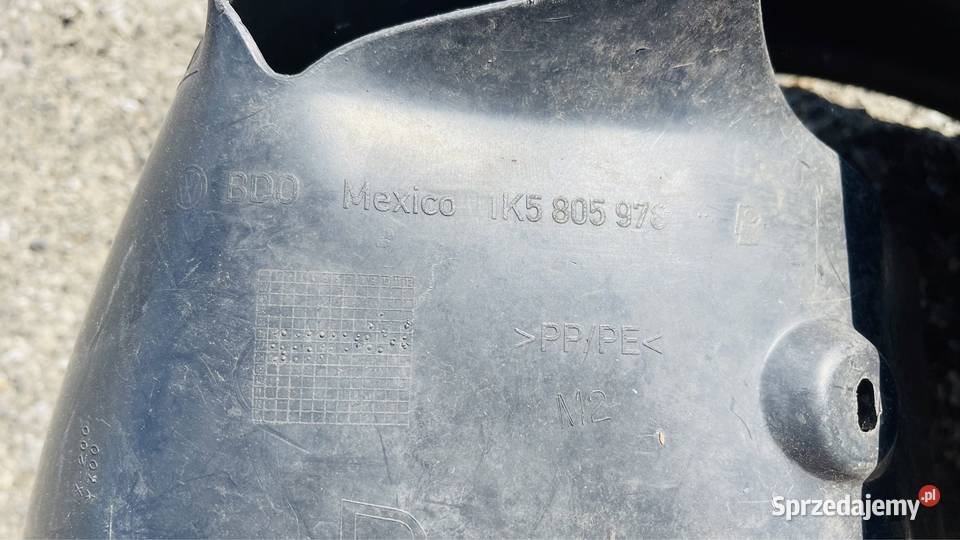 BDO Mexico 1K5 805 978 P
>PP/PE<
M2
Sprzedajemy .pl